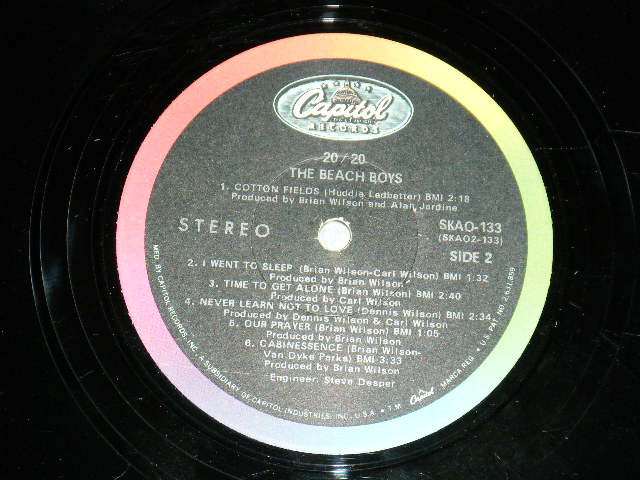 Capitol
RECORDS
20/20
THE BEACH BOYS
1. COTTON FIELDS (Huddie Ledbetter) BMI 2:18
Produced by Brian Wilson and Alan Jardine
STEREO
SKAO-133
(SKAO2-133)
SIDE 2
2. I WENT TO SLEEP (Brian Wilson-Carl Wilson) BMI 1:32
Produced by Brian Wilson
3. TIME TO GET ALONE (Brian Wilson) BMI 2:40
Produced by Carl Wilson
4. NEVER LEARN NOT TO LOVE (Dennis Wilson) BMI 2:34
Produced by Dennis Wilson & Carl Wilson
5. OUR PRAYER (Brian Wilson) BMI 1:05
Produced by Brian Wilson
6. CABINESSENCE (Brian Wilson-
Van Dyke Parks) BMI 3:33
Produced by Brian Wilson
Engineer: Steve Desper
MFD. BY CAPITOL RECORDS, INC., A SUBSIDIARY OF CAPITOL INDUSTRIES, INC., U.S.A. • T.M. Capitol MARCA REG. • U.S. PAT. NO. 2,631,859